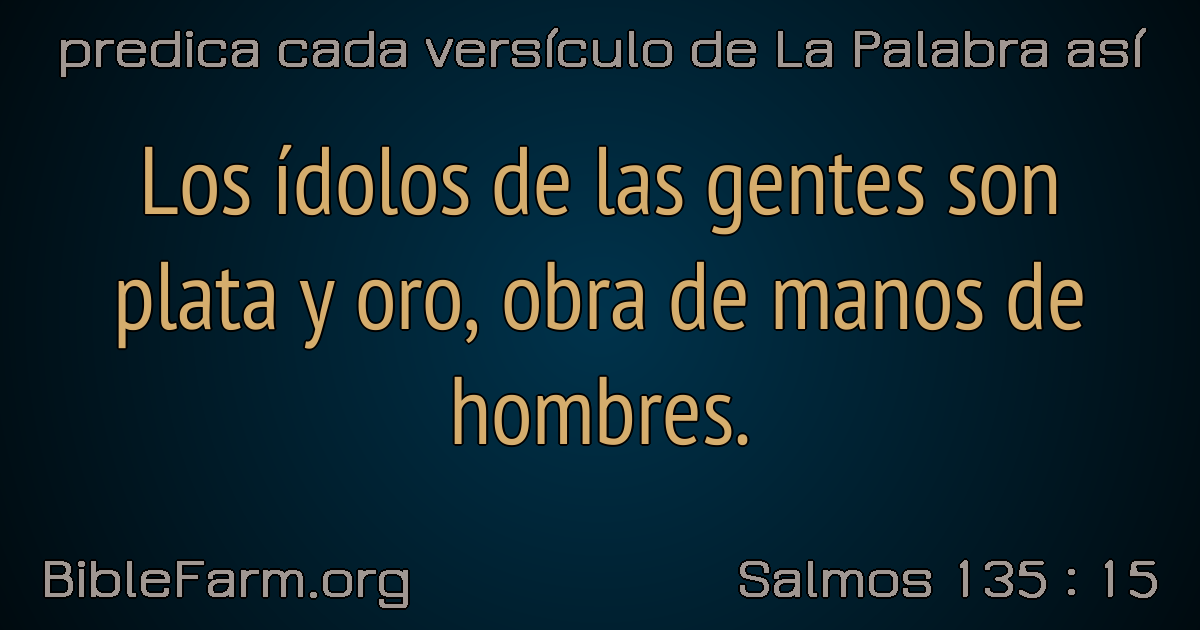 predica cada versículo de La Palabra así
Los ídolos de las gentes son
plata y oro, obra de manos de
hombres.
BibleFarm.org
Salmos 135 : 15